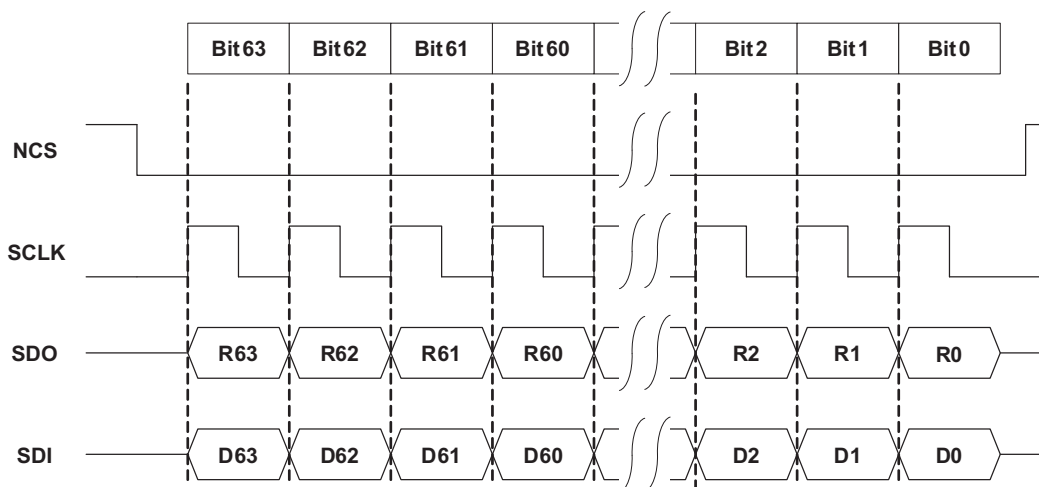 Bit63 Bit62 Bit61 Bit60 Bit2 Bit1 Bit0
NCS
SCLK
SDO R63 R62 R61 R60 R2 R1 R0
SDI D63 D62 D61 D60 D2 D1 D0